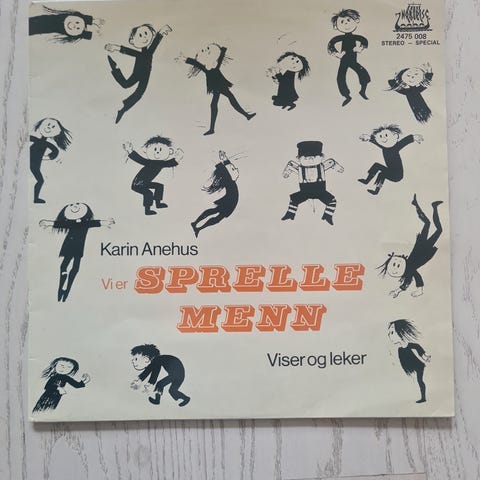 2475 008
STEREO – SPECIAL
Karin Anehus
Vi er SPRELLE
MENN
Viser og leker